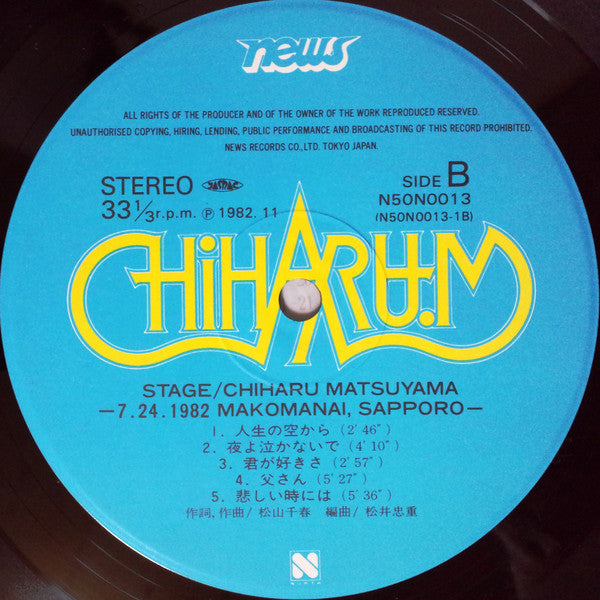 news
ALL RIGHTS OF THE PRODUCER AND OF THE OWNER OF THE WORK REPRODUCED RESERVED.
UNAUTHORISED COPYING, HIRING, LENDING, PUBLIC PERFORMANCE AND BROADCASTING OF THIS RECORD PROHIBITED.
NEWS RECORDS CO., LTD. TOKYO JAPAN.
STEREO JASRAC SIDE B
33 1/3 r.p.m. Ⓟ 1982. 11 N50N0013
(N50N0013-1B)
CHIHARU.M
STAGE/CHIHARU MATSUYAMA
—7.24.1982 MAKOMANAI, SAPPORO—
1. 人生の空から (2'46")
2. 夜よ泣かないで (4'10")
3. 君が好きさ (2'57")
4. 父さん (5'27")
5. 悲しい時には (5'36")
作詞、作曲/松山千春 編曲/松井忠重
N
NORTH